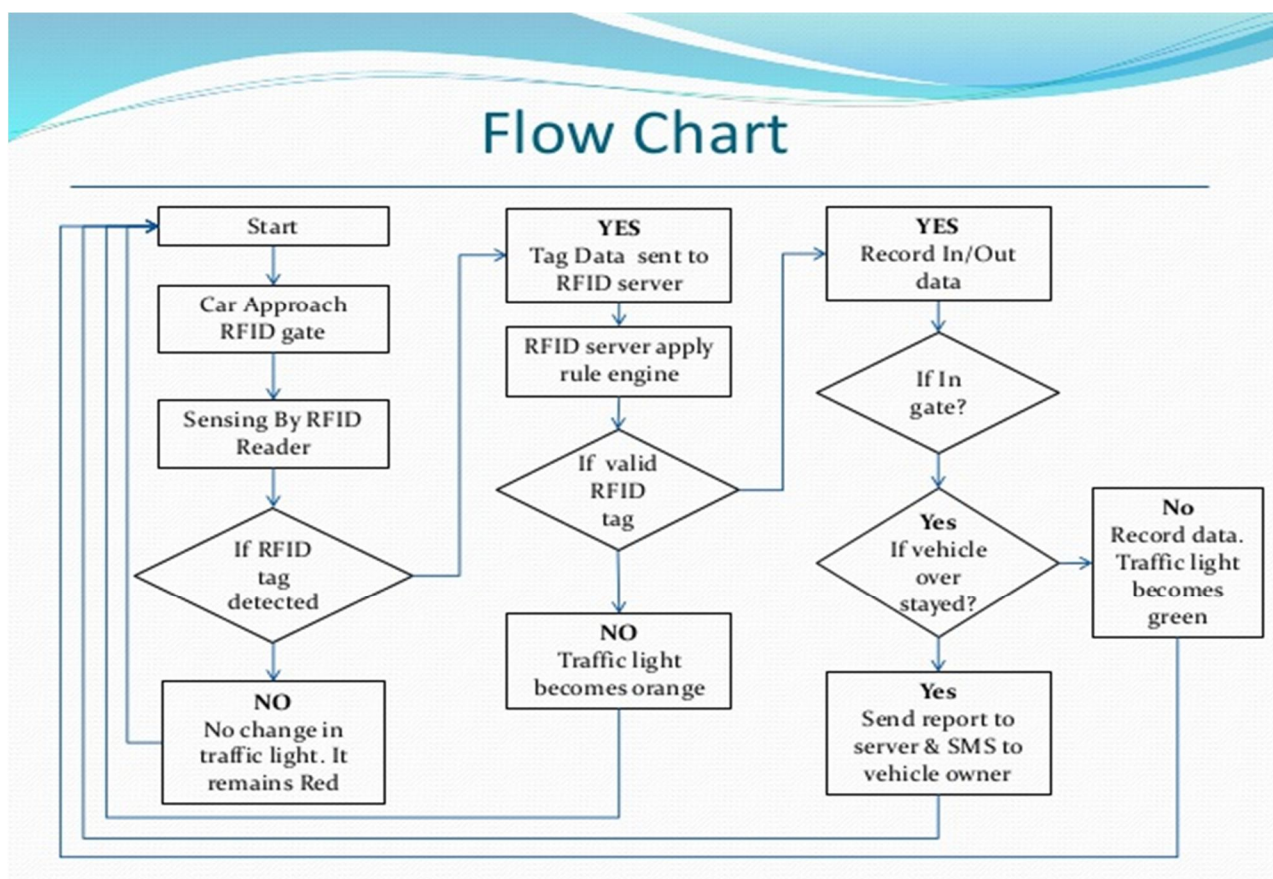 Flow Chart
Start
Car Approach
RFID gate
Sensing By RFID
Reader
If RFID
tag
detected
NO
No change in
traffic light. It
remains Red
YES
Tag Data sent to
RFID server
RFID server apply
rule engine
If valid
RFID
tag
NO
Traffic light
becomes orange
YES
Record In/Out
data
If In
gate?
Yes
If vehicle
over
stayed?
Yes
Send report to
server & SMS to
vehicle owner
No
Record data.
Traffic light
becomes
green